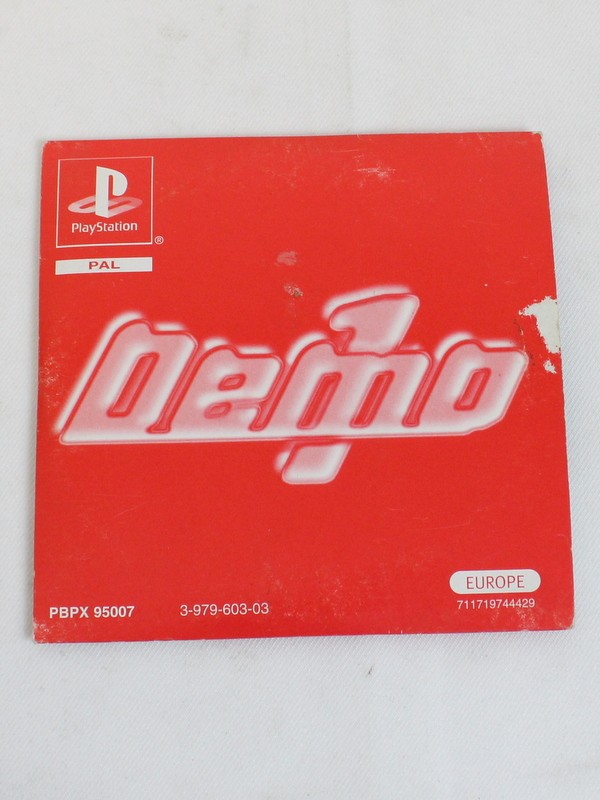 PlayStation
®
PAL
Demo 1
EUROPE
PBPX 95007 3-979-603-03 711719744429